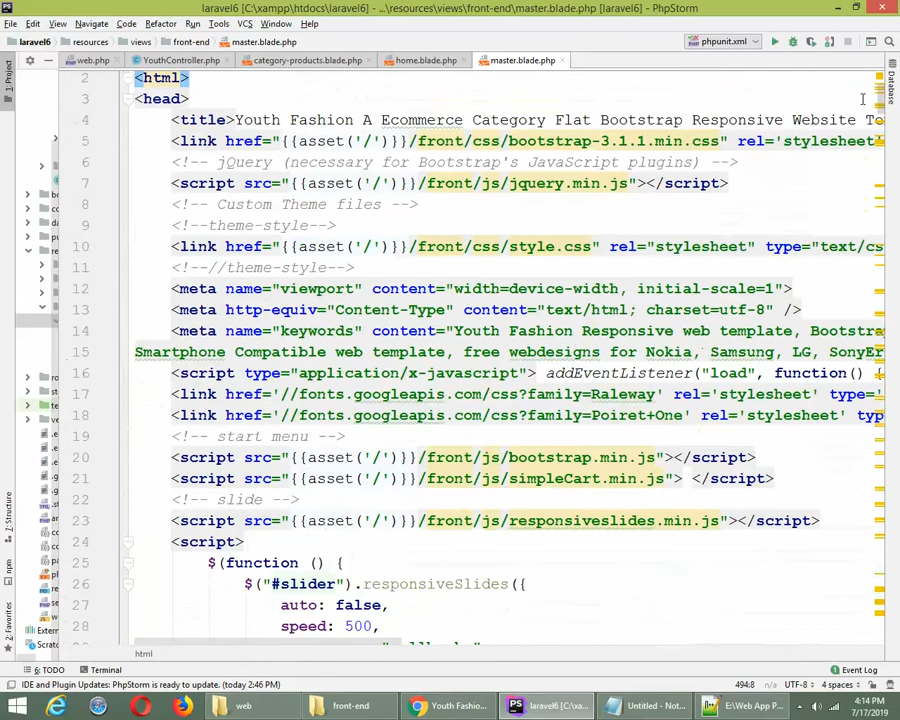 laravel6 [C:\xampp\htdocs\laravel6] - ...\resources\views\front-end\master.blade.php [laravel6] - PhpStorm
File Edit View Navigate Code Refactor Run Tools VCS Window Help
laravel6 resources views front-end master.blade.php phpunit.xml
web.php YouthController.php category-products.blade.php home.blade.php master.blade.php
1: Project
Database
2 <html>
3 <head>
4 <title>Youth Fashion A Ecommerce Category Flat Bootstrap Responsive Website Te
5 <link href="{{asset('/')}}/front/css/bootstrap-3.1.1.min.css" rel='stylesheet
6 <!-- jQuery (necessary for Bootstrap's JavaScript plugins) -->
7 <script src="{{asset('/')}}/front/js/jquery.min.js"></script>
8 <!-- Custom Theme files -->
9 <!--theme-style-->
10 <link href="{{asset('/')}}/front/css/style.css" rel="stylesheet" type="text/cs
11 <!--//theme-style-->
12 <meta name="viewport" content="width=device-width, initial-scale=1">
13 <meta http-equiv="Content-Type" content="text/html; charset=utf-8" />
14 <meta name="keywords" content="Youth Fashion Responsive web template, Bootstra
15 Smartphone Compatible web template, free webdesigns for Nokia, Samsung, LG, SonyEr
16 <script type="application/x-javascript"> addEventListener("load", function() {
17 <link href='//fonts.googleapis.com/css?family=Raleway' rel='stylesheet' type='
18 <link href='//fonts.googleapis.com/css?family=Poiret+One' rel='stylesheet' typ
19 <!-- start menu -->
20 <script src="{{asset('/')}}/front/js/bootstrap.min.js"></script>
21 <script src="{{asset('/')}}/front/js/simpleCart.min.js"> </script>
22 <!-- slide -->
23 <script src="{{asset('/')}}/front/js/responsiveslides.min.js"></script>
24 <script>
25 $(function () {
26 $("#slider").responsiveSlides({
27 auto: false,
28 speed: 500,
html
7: Structure
npm
2: Favorites
Extern
Scratc
6: TODO Terminal Event Log
IDE and Plugin Updates: PhpStorm is ready to update. (today 2:46 PM) 494:8 n/a UTF-8 4 spaces
web front-end Youth Fashio... laravel6 [C:\xa... Untitled - Not... E:\Web App P... 4:14 PM
7/17/2019